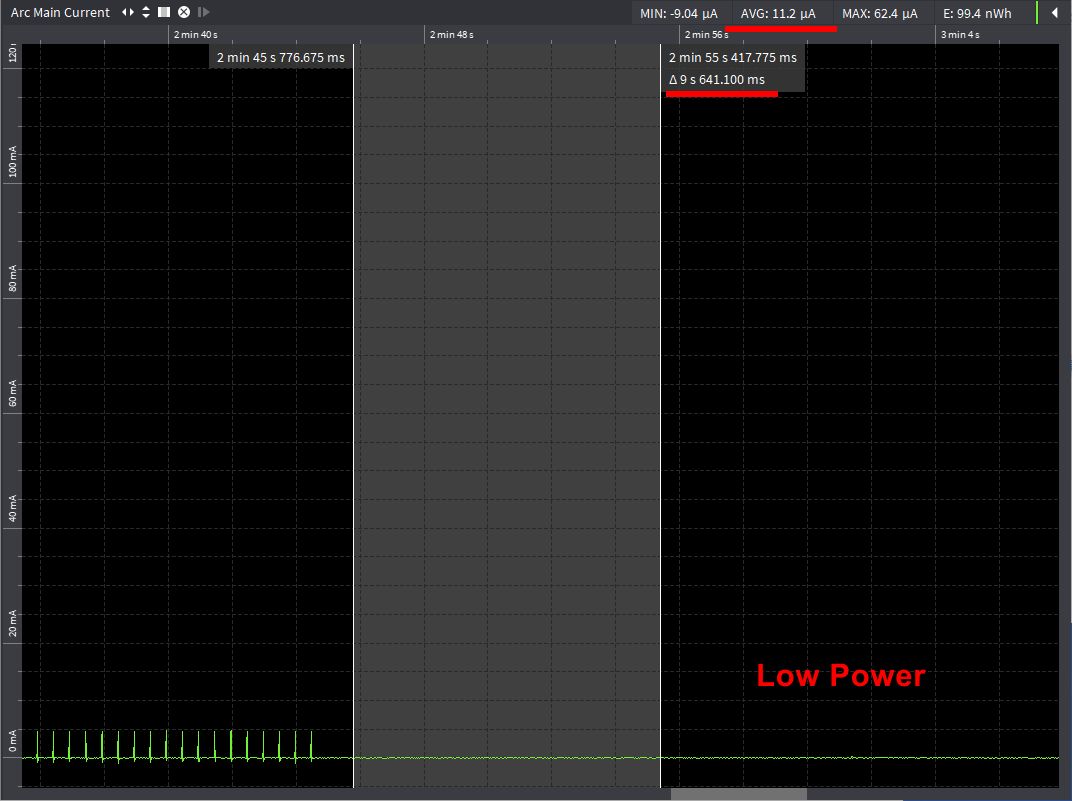 Arc Main Current
MIN: -9.04 µA
AVG: 11.2 µA
MAX: 62.4 µA
E: 99.4 nWh
2 min 40 s
2 min 48 s
2 min 56 s
3 min 4 s
2 min 45 s 776.675 ms
2 min 55 s 417.775 ms
Δ 9 s 641.100 ms
120
100 mA
80 mA
60 mA
40 mA
20 mA
0 mA
Low Power